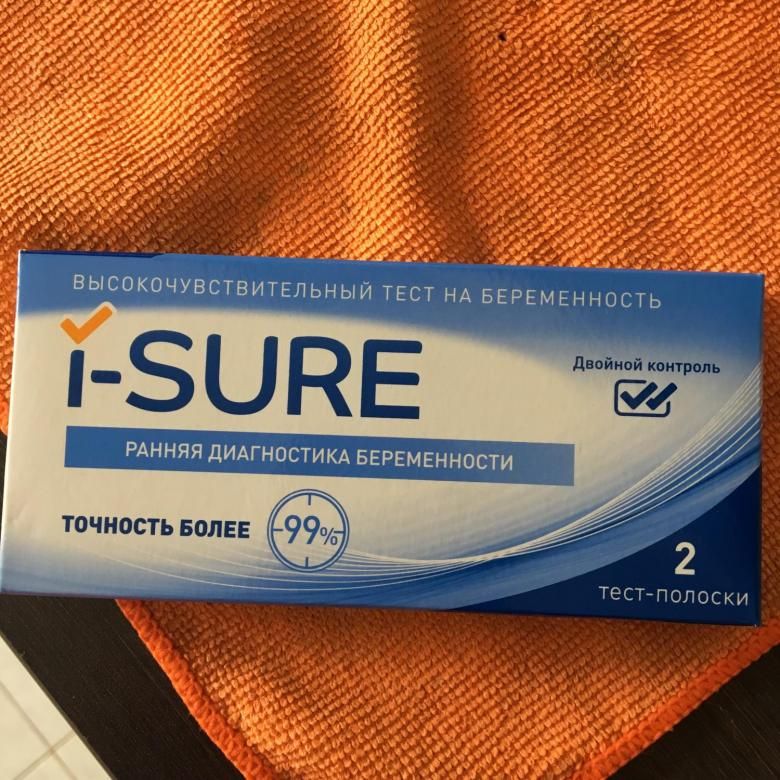 ВЫСОКОЧУВСТВИТЕЛЬНЫЙ ТЕСТ НА БЕРЕМЕННОСТЬ
i-SURE
Двойной контроль
РАННЯЯ ДИАГНОСТИКА БЕРЕМЕННОСТИ
ТОЧНОСТЬ БОЛЕЕ 99%
2
тест-полоски